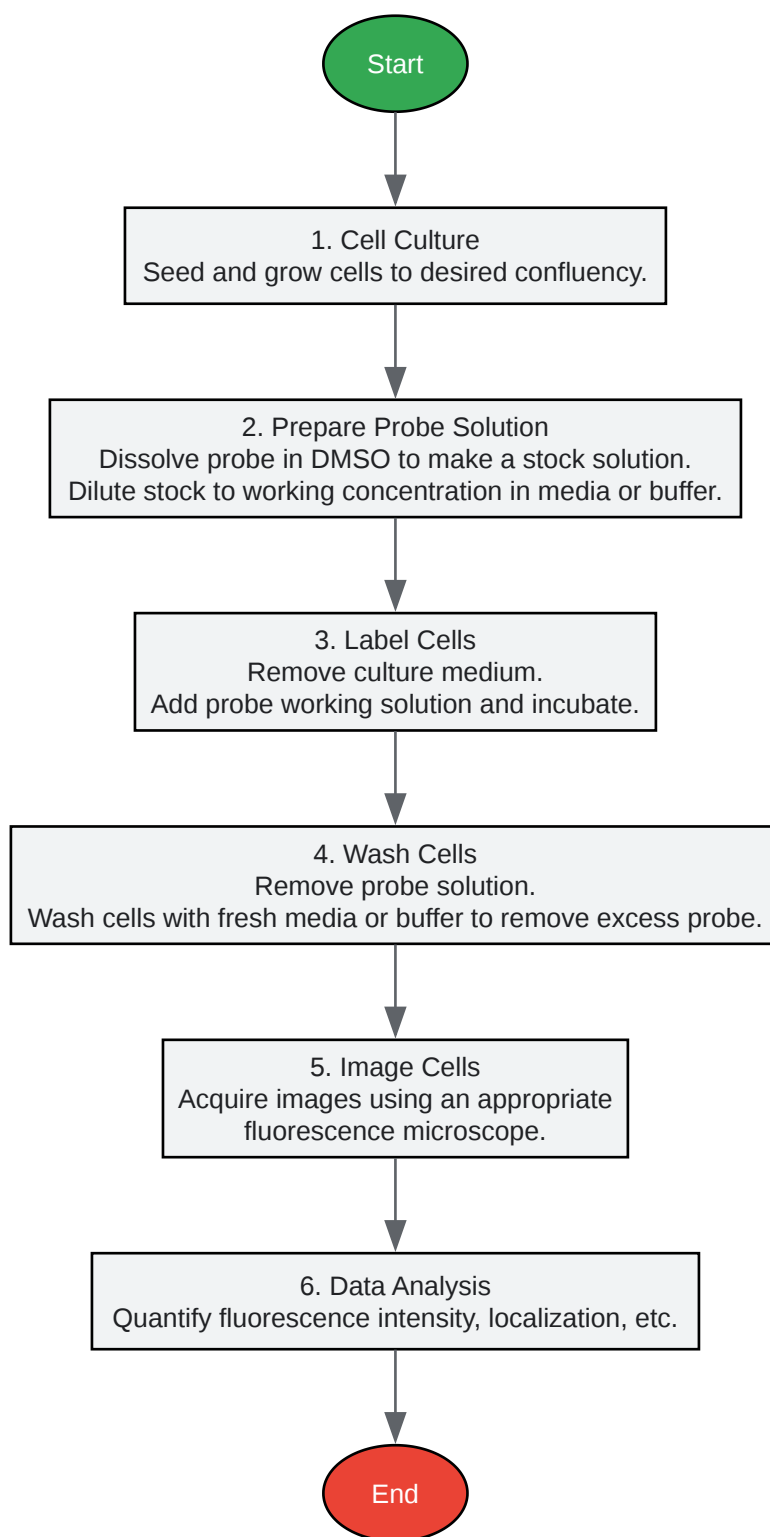 Start
1. Cell Culture
Seed and grow cells to desired confluency.
2. Prepare Probe Solution
Dissolve probe in DMSO to make a stock solution.
Dilute stock to working concentration in media or buffer.
3. Label Cells
Remove culture medium.
Add probe working solution and incubate.
4. Wash Cells
Remove probe solution.
Wash cells with fresh media or buffer to remove excess probe.
5. Image Cells
Acquire images using an appropriate
fluorescence microscope.
6. Data Analysis
Quantify fluorescence intensity, localization, etc.
End